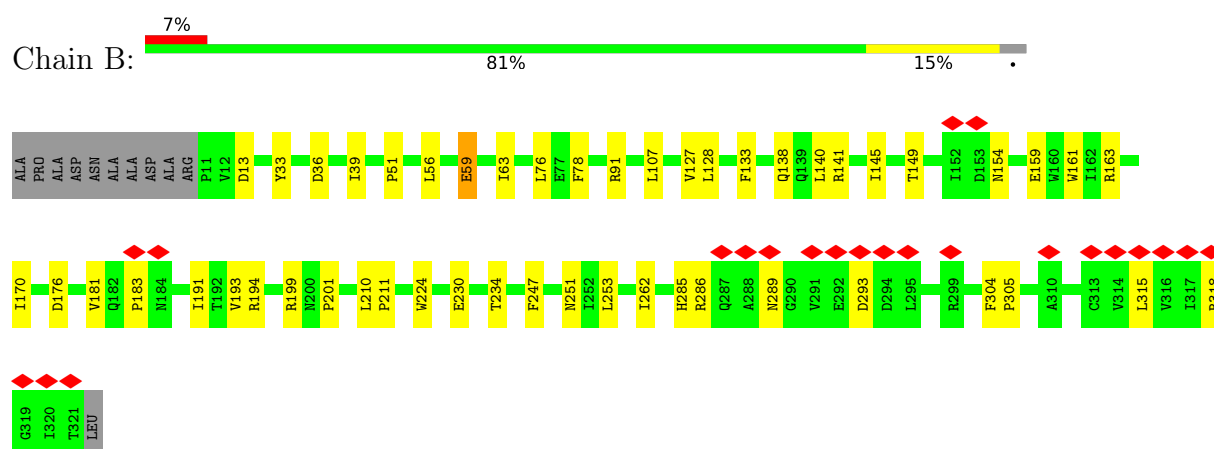 7%
Chain B:
81% 15% •
ALA PRO ALA ASP ASN ALA ALA ASP ALA ARG P11 V12 D13 Y33 D36 I39 P51 L56 E59 I63 L76 E77 F78 R91 L107 V127 L128 F133 Q138 Q139 L140 R141 I145 T149 I152 D153 N154 E159 W160 W161 I162 R163
I170 D176 V181 Q182 P183 N184 I191 T192 V193 R194 R199 N200 P201 L210 P211 W224 E230 T234 F247 N251 I252 L253 I262 H285 R286 Q287 A288 N289 G290 V291 E292 D293 D294 L295 R299 F304 P305 A310 C313 V314 L315 V316 I317
G319 I320 T321 LEU